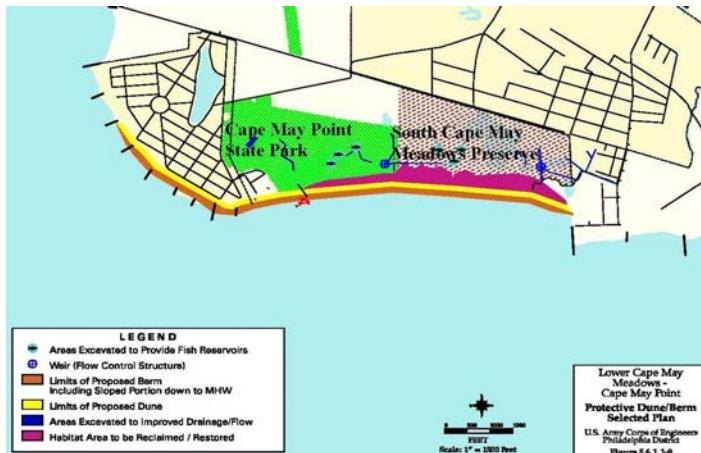 Cape May Point
State Park
South Cape May
Meadows Preserve
LEGEND
Areas Excavated to Provide Fish Reservoirs
Weir (Flow Control Structure)
Limits of Proposed Berm
Including Sloped Portion down to MHW
Limits of Proposed Dune
Areas Excavated to Improved Drainage/Flow
Habitat Area to be Reclaimed / Restored
FEET
Scale: 1" = 1500 Feet
Lower Cape May
Meadows -
Cape May Point
Protective Dune/Berm
Selected Plan
U.S. Army Corps of Engineers
Philadelphia District
Figure